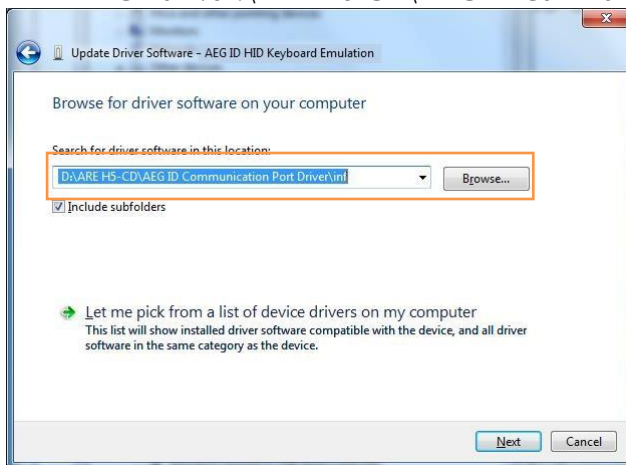 Update Driver Software - AEG ID HID Keyboard Emulation
Browse for driver software on your computer
Search for driver software in this location:
D:\ARE H5-CD\AEG ID Communication Port Driver\inf
Browse...
Include subfolders
Let me pick from a list of device drivers on my computer
This list will show installed driver software compatible with the device, and all driver
software in the same category as the device.
Next
Cancel